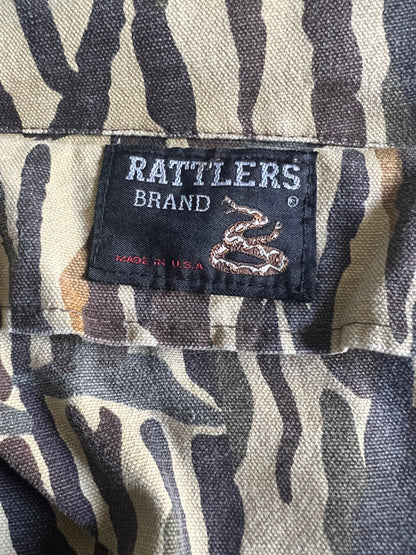 RATTLERS
BRAND ®
MADE IN U.S.A.